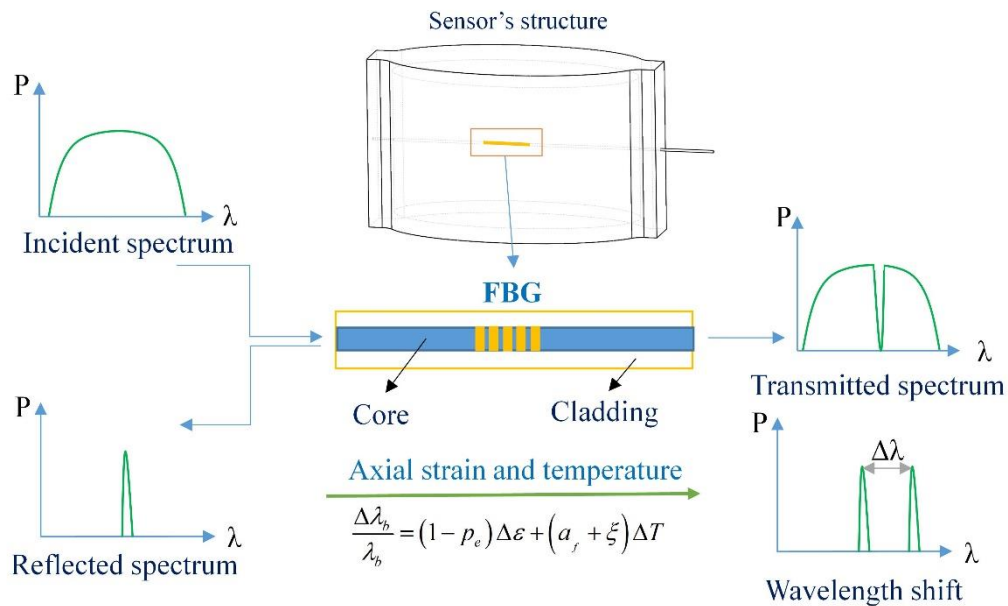 Sensor's structure
P
λ
Incident spectrum
FBG
Core
Cladding
P
λ
Transmitted spectrum
P
λ
Reflected spectrum
Axial strain and temperature
Δλ_b/λ_b = (1 − p_e) Δε + (a_f + ξ) ΔT
P
Δλ
λ
Wavelength shift